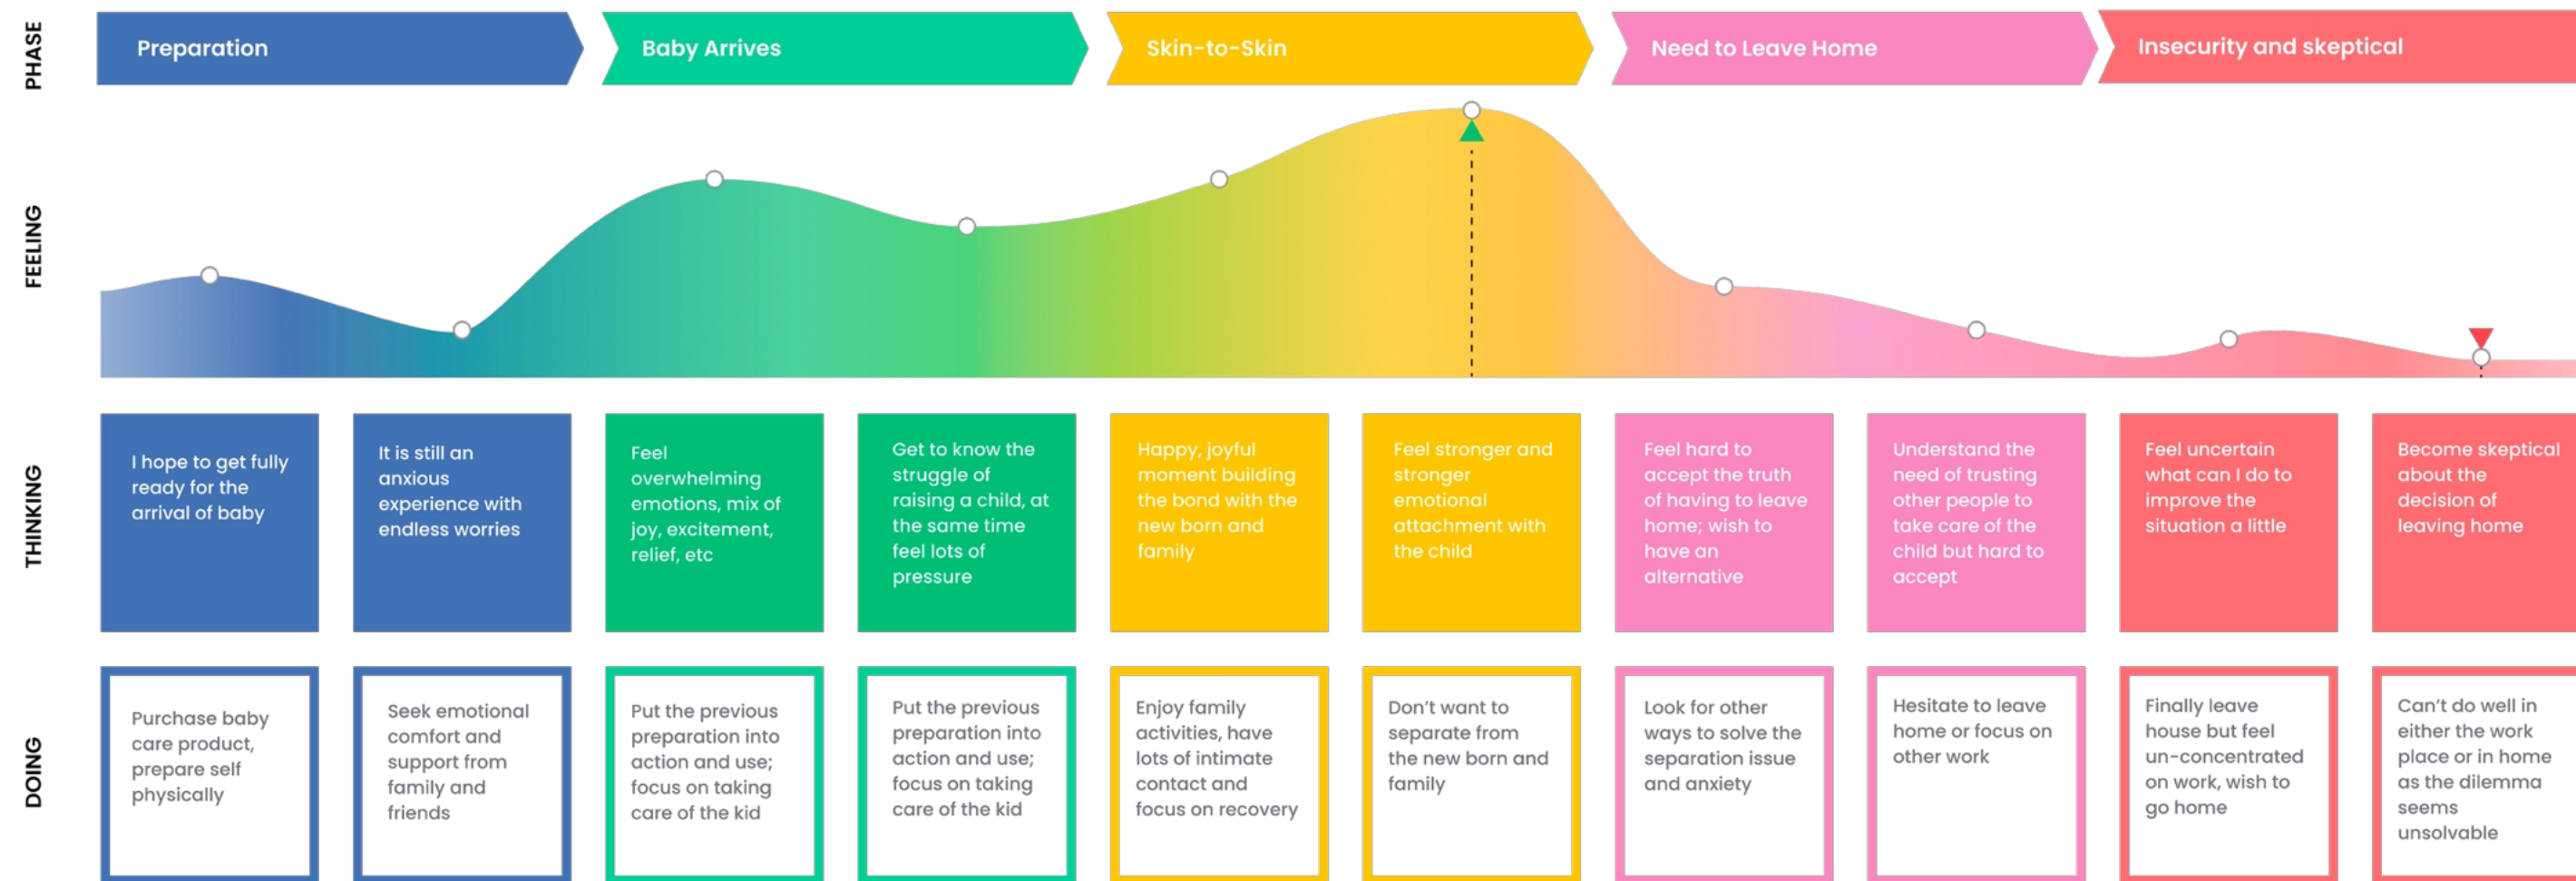 PHASE
Preparation
Baby Arrives
Skin-to-Skin
Need to Leave Home
Insecurity and skeptical
FEELING
THINKING
I hope to get fully
ready for the
arrival of baby
It is still an
anxious
experience with
endless worries
Feel
overwhelming
emotions, mix of
joy, excitement,
relief, etc
Get to know the
struggle of
raising a child, at
the same time
feel lots of
pressure
Happy, joyful
moment building
the bond with the
new born and
family
Feel stronger and
stronger
emotional
attachment with
the child
Feel hard to
accept the truth
of having to leave
home; wish to
have an
alternative
Understand the
need of trusting
other people to
take care of the
child but hard to
accept
Feel uncertain
what can I do to
improve the
situation a little
Become skeptical
about the
decision of
leaving home
DOING
Purchase baby
care product,
prepare self
physically
Seek emotional
comfort and
support from
family and
friends
Put the previous
preparation into
action and use;
focus on taking
care of the kid
Put the previous
preparation into
action and use;
focus on taking
care of the kid
Enjoy family
activities, have
lots of intimate
contact and
focus on recovery
Don't want to
separate from
the new born and
family
Look for other
ways to solve the
separation issue
and anxiety
Hesitate to leave
home or focus on
other work
Finally leave
house but feel
un-concentrated
on work, wish to
go home
Can't do well in
either the work
place or in home
as the dilemma
seems
unsolvable